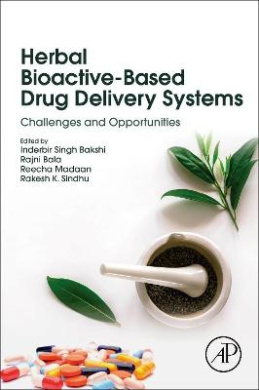 Herbal
Bioactive-Based
Drug Delivery Systems
Challenges and Opportunities
Edited by
Inderbir Singh Bakshi
Rajni Bala
Reecha Madaan
Rakesh K. Sindhu
AP